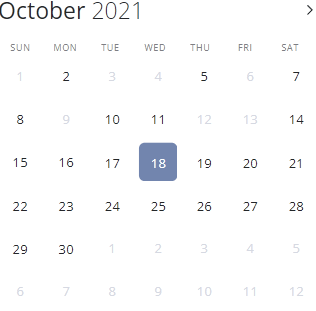 October 2021
SUN MON TUE WED THU FRI SAT
1 2 3 4 5 6 7
8 9 10 11 12 13 14
15 16 17 18 19 20 21
22 23 24 25 26 27 28
29 30 1 2 3 4 5
6 7 8 9 10 11 12